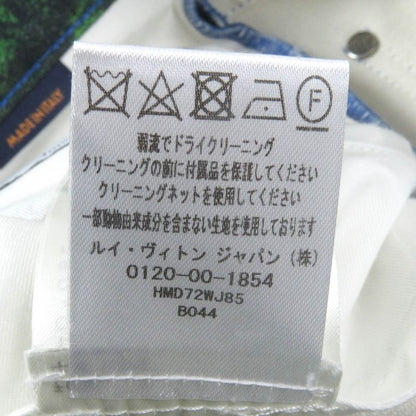 MADE IN ITALY
F
弱流でドライクリーニング
クリーニングの前に付属品を保護してください
クリーニングネットを使用してください
一部動物由来成分を含まない生地を使用しております
ルイ・ヴィトン ジャパン (株)
0120-00-1854
HMD72WJ85
B044